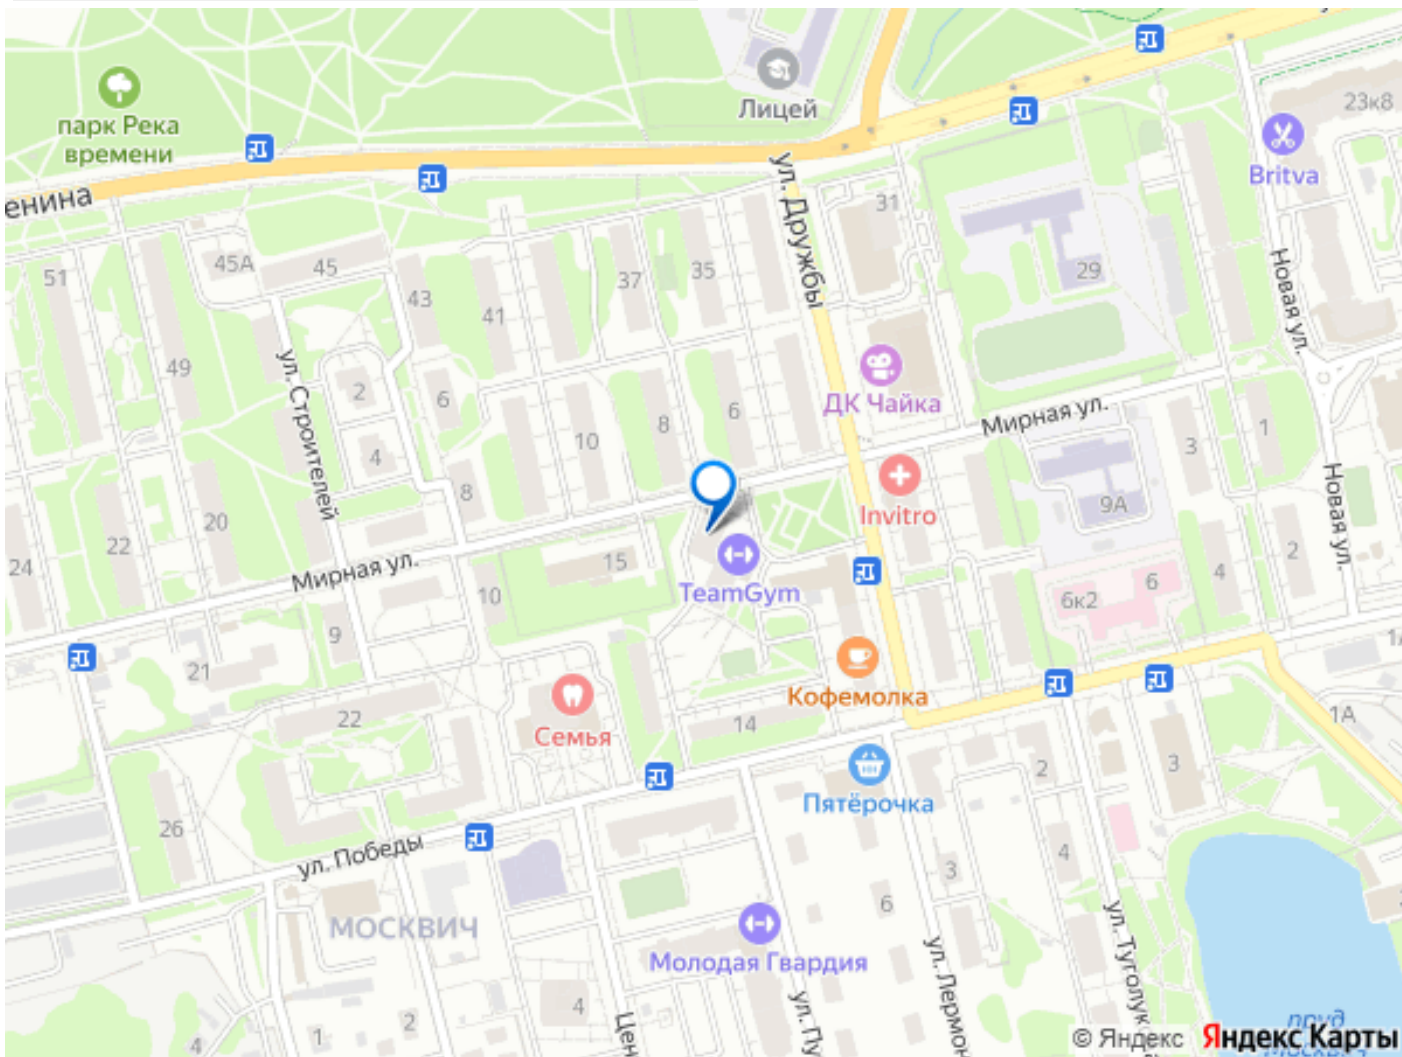 парк Река
времени
Лицей
23к8
Britva
енина
ул. Дружбы
31
45А
45
51
43
37
35
29
Новая ул.
41
49
ул. Строителей
2
6
ДК Чайка
Мирная ул.
10
8
6
3
1
4
8
Invitro
9А
Новая ул.
20
22
24
Мирная ул.
15
TeamGym
2
4
6
6к2
10
9
21
Кофемолка
22
Семья
14
1А
Пятёрочка
2
3
26
ул. Победы
4
3
6
МОСКВИЧ
Молодая Гвардия
ул. Лермон
ул. Туголук
ул. Пу
Цен
4
2
1
4
пруд
© Яндекс Яндекс Карты